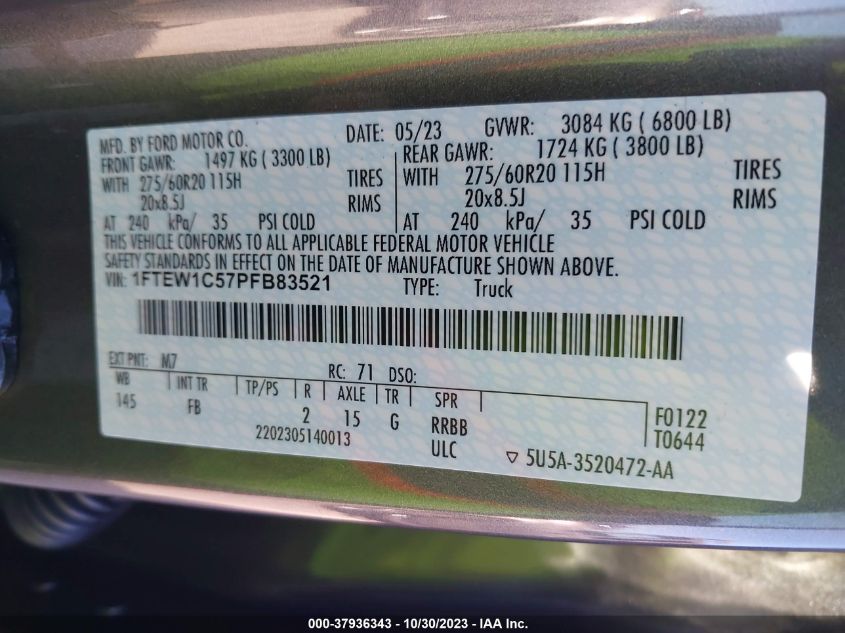 MFD. BY FORD MOTOR CO. DATE: 05/23 GVWR: 3084 KG ( 6800 LB)
FRONT GAWR: 1497 KG ( 3300 LB) REAR GAWR: 1724 KG ( 3800 LB)
WITH 275/60R20 115H TIRES WITH 275/60R20 115H TIRES
20x8.5J RIMS 20x8.5J RIMS
AT 240 kPa/ 35 PSI COLD AT 240 kPa/ 35 PSI COLD
THIS VEHICLE CONFORMS TO ALL APPLICABLE FEDERAL MOTOR VEHICLE
SAFETY STANDARDS IN EFFECT ON THE DATE OF MANUFACTURE SHOWN ABOVE.
VIN: 1FTEW1C57PFB83521 TYPE: Truck
EXT PNT: M7 RC: 71 DSO:
WB INT TR TP/PS R AXLE TR SPR
145 FB 2 15 G RRBB F0122
2202305140013 ULC T0644
5U5A-3520472-AA
000-37936343 - 10/30/2023 - IAA Inc.